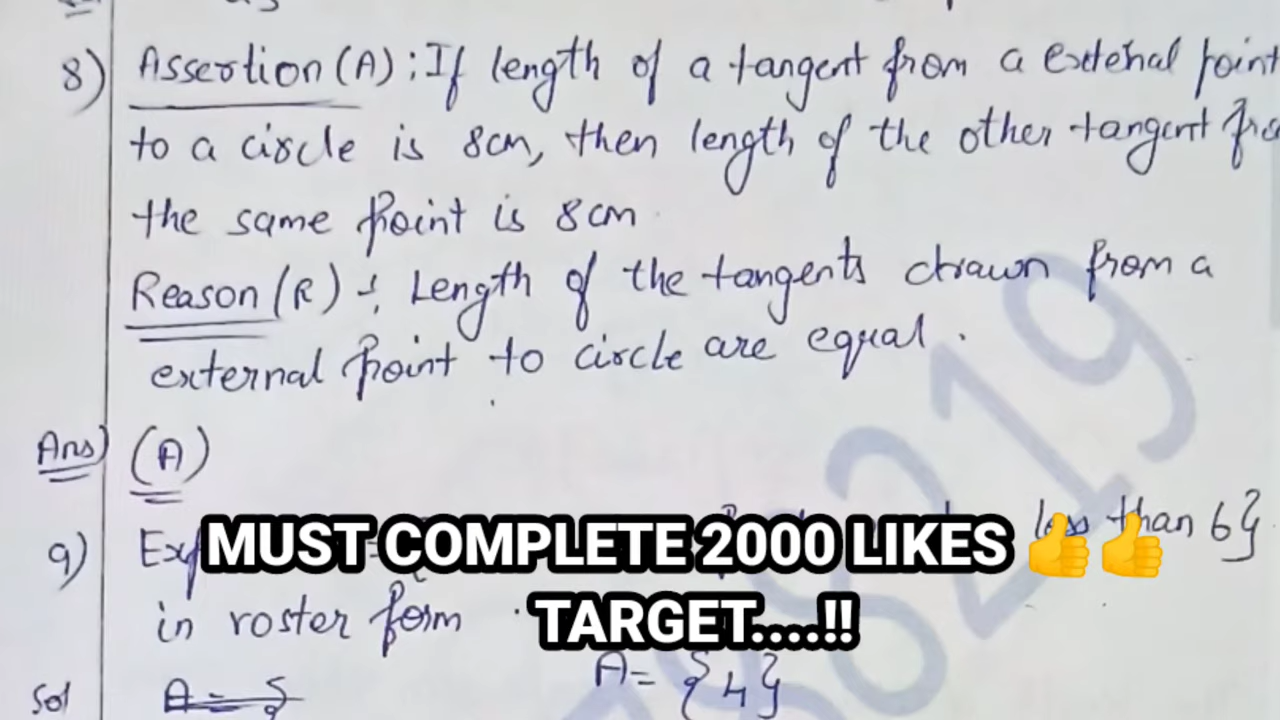 8) Assertion (A) : If length of a tangent from a external point
to a circle is 8cm, then length of the other tangent fro
the same point is 8cm
Reason (R) : Length of the tangents drawn from a
external point to circle are equal.
Ans) (A)
9) less than 6}
MUST COMPLETE 2000 LIKES 👍👍
in roster form
TARGET....!!
Sol A = { A = {4}
78219